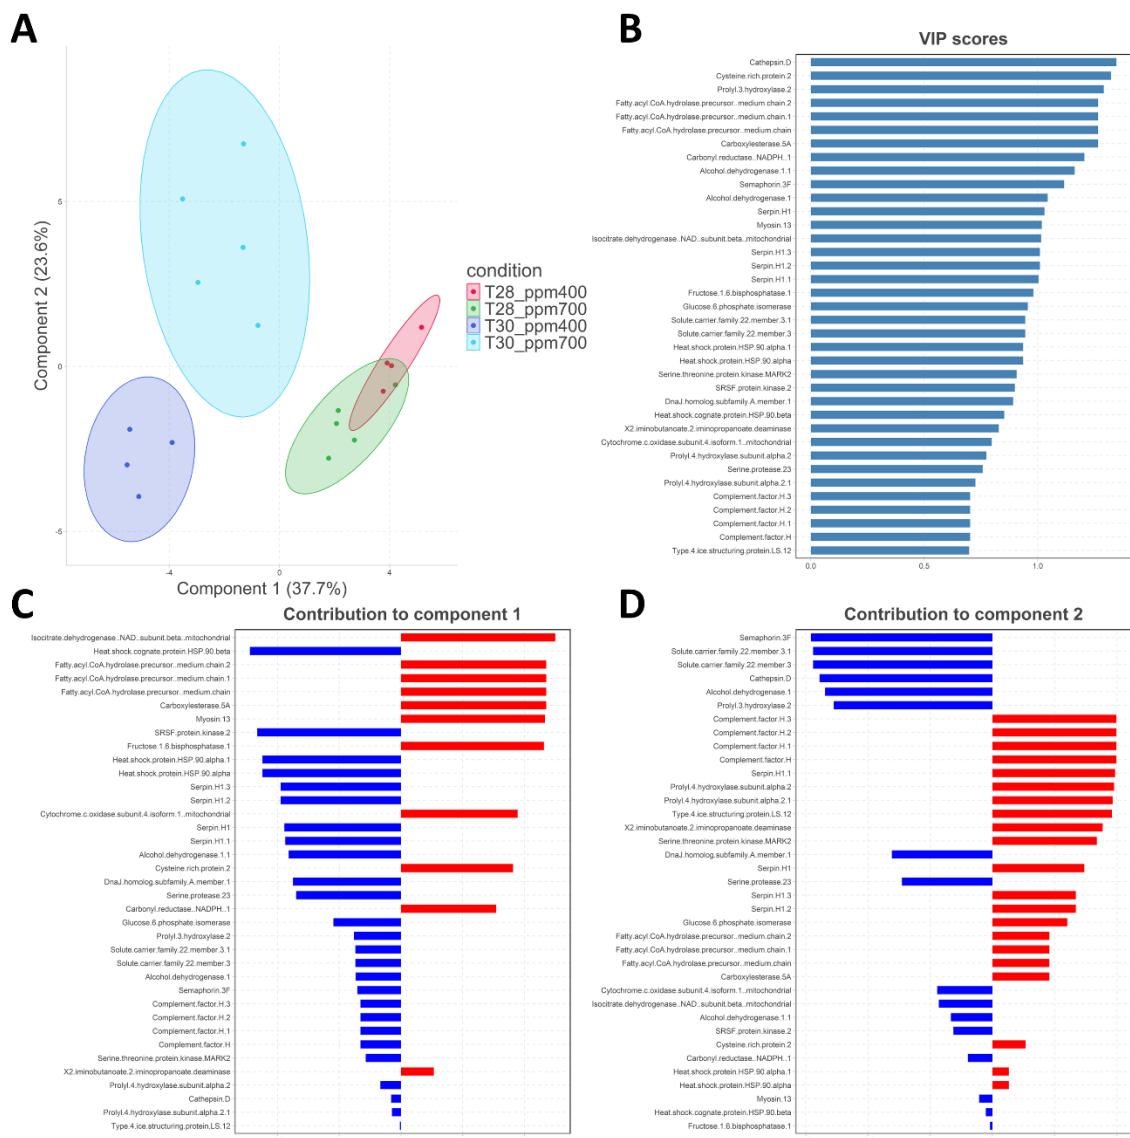 A
Component 2 (23.6%)
5
0
-5
-4
0
4
Component 1 (37.7%)
condition
T28_ppm400
T28_ppm700
T30_ppm400
T30_ppm700
B
VIP scores
Cathepsin.D
Cysteine.rich.protein.2
Prolyl.3.hydroxylase.2
Fatty.acyl.CoA.hydrolase.precursor..medium.chain.2
Fatty.acyl.CoA.hydrolase.precursor..medium.chain.1
Fatty.acyl.CoA.hydrolase.precursor..medium.chain
Carboxylesterase.5A
Carbonyl.reductase..NADPH..1
Alcohol.dehydrogenase.1.1
Semaphorin.3F
Alcohol.dehydrogenase.1
Serpin.H1
Myosin.13
Isocitrate.dehydrogenase..NAD..subunit.beta..mitochondrial
Serpin.H1.3
Serpin.H1.2
Serpin.H1.1
Fructose.1.6.bisphosphatase.1
Glucose.6.phosphate.isomerase
Solute.carrier.family.22.member.3.1
Solute.carrier.family.22.member.3
Heat.shock.protein.HSP.90.alpha.1
Heat.shock.protein.HSP.90.alpha
Serine.threonine.protein.kinase.MARK2
SRSF.protein.kinase.2
DnaJ.homolog.subfamily.A.member.1
Heat.shock.cognate.protein.HSP.90.beta
X2.iminobutanoate.2.iminopropanoate.deaminase
Cytochrome.c.oxidase.subunit.4.isoform.1..mitochondrial
Prolyl.4.hydroxylase.subunit.alpha.2
Serine.protease.23
Prolyl.4.hydroxylase.subunit.alpha.2.1
Complement.factor.H.3
Complement.factor.H.2
Complement.factor.H.1
Complement.factor.H
Type.4.ice.structuring.protein.LS.12
0.0
0.5
1.0
C
Contribution to component 1
Isocitrate.dehydrogenase..NAD..subunit.beta..mitochondrial
Heat.shock.cognate.protein.HSP.90.beta
Fatty.acyl.CoA.hydrolase.precursor..medium.chain.2
Fatty.acyl.CoA.hydrolase.precursor..medium.chain.1
Fatty.acyl.CoA.hydrolase.precursor..medium.chain
Carboxylesterase.5A
Myosin.13
SRSF.protein.kinase.2
Fructose.1.6.bisphosphatase.1
Heat.shock.protein.HSP.90.alpha.1
Heat.shock.protein.HSP.90.alpha
Serpin.H1.3
Serpin.H1.2
Cytochrome.c.oxidase.subunit.4.isoform.1..mitochondrial
Serpin.H1
Serpin.H1.1
Alcohol.dehydrogenase.1.1
Cysteine.rich.protein.2
DnaJ.homolog.subfamily.A.member.1
Serine.protease.23
Carbonyl.reductase..NADPH..1
Glucose.6.phosphate.isomerase
Prolyl.3.hydroxylase.2
Solute.carrier.family.22.member.3.1
Solute.carrier.family.22.member.3
Alcohol.dehydrogenase.1
Semaphorin.3F
Complement.factor.H.3
Complement.factor.H.2
Complement.factor.H.1
Complement.factor.H
Serine.threonine.protein.kinase.MARK2
X2.iminobutanoate.2.iminopropanoate.deaminase
Prolyl.4.hydroxylase.subunit.alpha.2
Cathepsin.D
Prolyl.4.hydroxylase.subunit.alpha.2.1
Type.4.ice.structuring.protein.LS.12
D
Contribution to component 2
Semaphorin.3F
Solute.carrier.family.22.member.3.1
Solute.carrier.family.22.member.3
Cathepsin.D
Alcohol.dehydrogenase.1
Prolyl.3.hydroxylase.2
Complement.factor.H.3
Complement.factor.H.2
Complement.factor.H.1
Complement.factor.H
Serpin.H1.1
Prolyl.4.hydroxylase.subunit.alpha.2
Prolyl.4.hydroxylase.subunit.alpha.2.1
Type.4.ice.structuring.protein.LS.12
X2.iminobutanoate.2.iminopropanoate.deaminase
Serine.threonine.protein.kinase.MARK2
DnaJ.homolog.subfamily.A.member.1
Serpin.H1
Serine.protease.23
Serpin.H1.3
Serpin.H1.2
Glucose.6.phosphate.isomerase
Fatty.acyl.CoA.hydrolase.precursor..medium.chain.2
Fatty.acyl.CoA.hydrolase.precursor..medium.chain.1
Fatty.acyl.CoA.hydrolase.precursor..medium.chain
Carboxylesterase.5A
Cytochrome.c.oxidase.subunit.4.isoform.1..mitochondrial
Isocitrate.dehydrogenase..NAD..subunit.beta..mitochondrial
Alcohol.dehydrogenase.1.1
SRSF.protein.kinase.2
Cysteine.rich.protein.2
Carbonyl.reductase..NADPH..1
Heat.shock.protein.HSP.90.alpha.1
Heat.shock.protein.HSP.90.alpha
Myosin.13
Heat.shock.cognate.protein.HSP.90.beta
Fructose.1.6.bisphosphatase.1